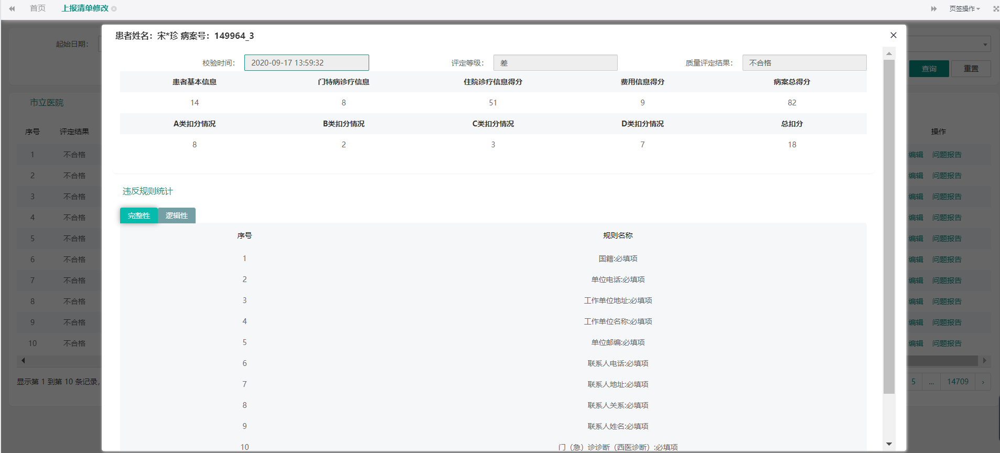 首页 上报清单修改 页签操作
患者姓名：宋*珍 病案号：149964_3
起始日期：
校验时间： 2020-09-17 13:59:32 评定等级： 差 质量评定结果： 不合格
查询 重置
患者基本信息 门特病诊疗信息 住院诊疗信息得分 费用信息得分 病案总得分
市立医院
14 8 51 9 82
A类扣分情况 B类扣分情况 C类扣分情况 D类扣分情况 总扣分
序号 评定结果 操作
8 2 3 7 18
1 不合格 编辑 问题报告
2 不合格 编辑 问题报告
违反规则统计
3 不合格 编辑 问题报告
完整性 逻辑性
4 不合格 编辑 问题报告
序号 规则名称
5 不合格 编辑 问题报告
1 国籍:必填项
6 不合格 编辑 问题报告
2 单位电话:必填项
7 不合格 编辑 问题报告
3 工作单位地址:必填项
8 不合格 编辑 问题报告
4 工作单位名称:必填项
9 不合格 编辑 问题报告
5 单位邮编:必填项
10 不合格 编辑 问题报告
6 联系人电话:必填项
显示第 1 到第 10 条记录， 5 ... 14709 ›
7 联系人地址:必填项
8 联系人关系:必填项
9 联系人姓名:必填项
10 门（急）诊诊断（西医诊断）:必填项